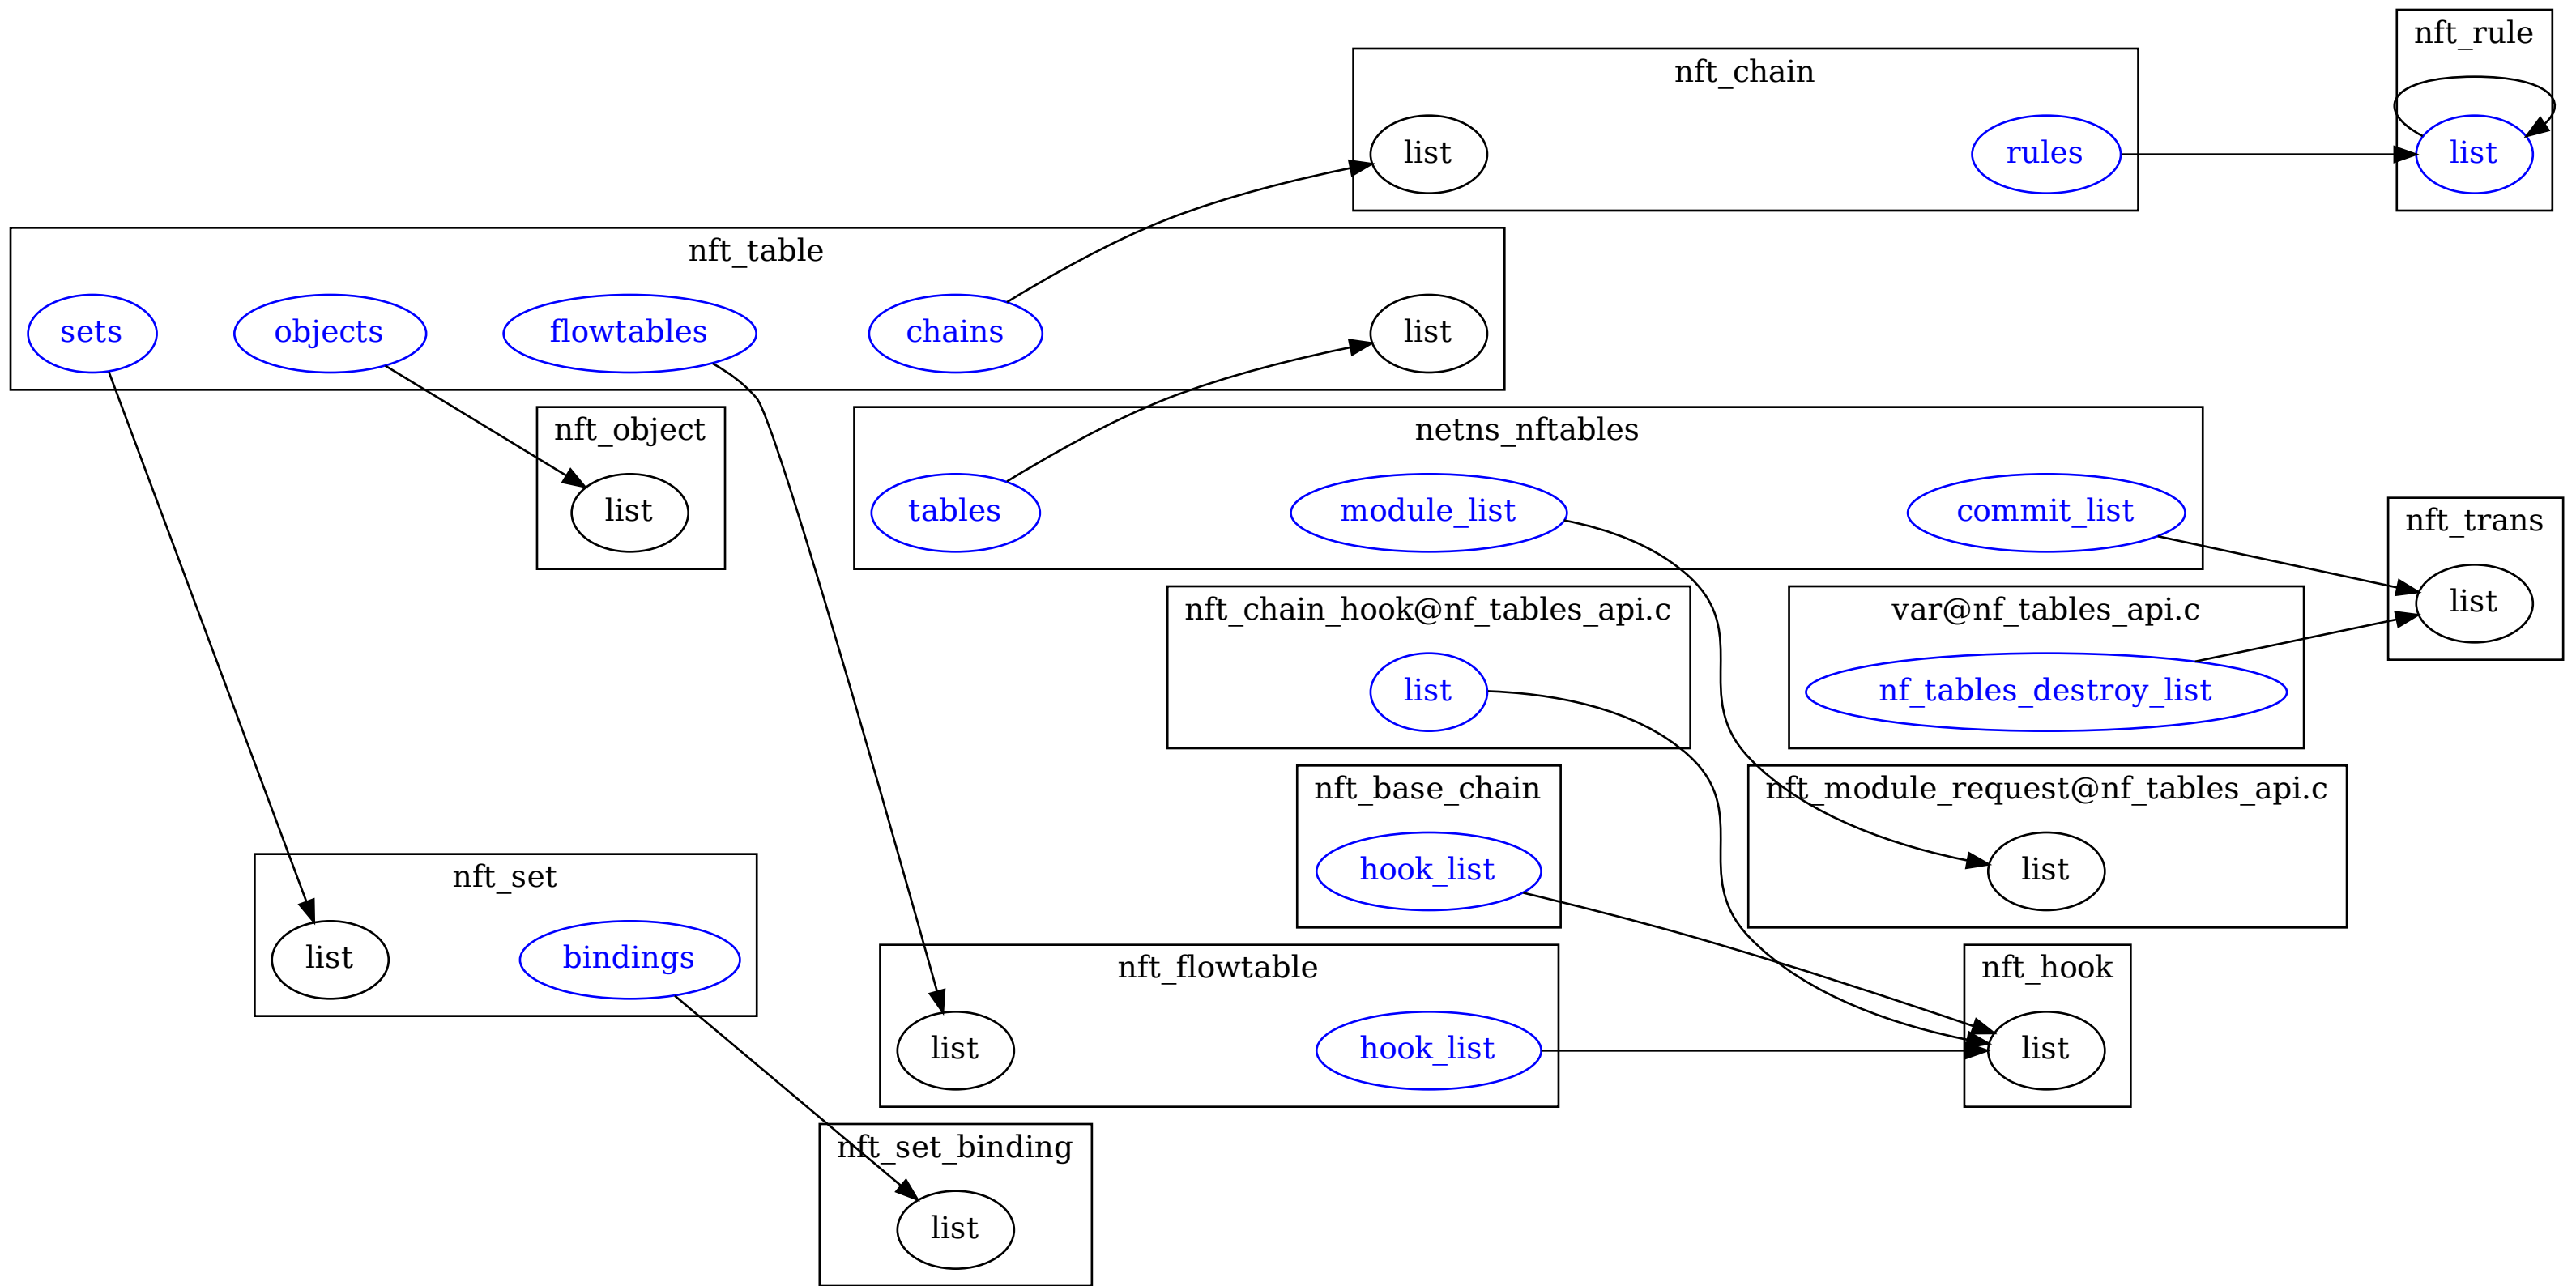 nft_rule
list
nft_chain
list
rules
nft_table
sets
objects
flowtables
chains
list
nft_object
list
netns_nftables
tables
module_list
commit_list
nft_trans
list
nft_chain_hook@nf_tables_api.c
list
var@nf_tables_api.c
nf_tables_destroy_list
nft_base_chain
hook_list
nft_module_request@nf_tables_api.c
list
nft_set
list
bindings
nft_flowtable
list
hook_list
nft_hook
list
nft_set_binding
list